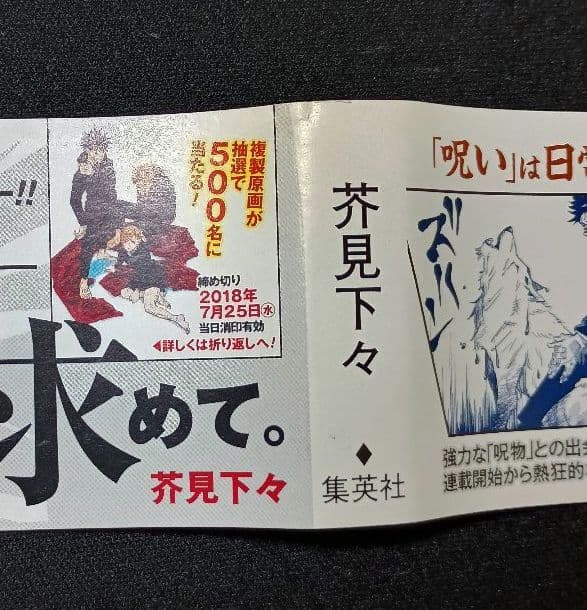 ー!!
複製原画が
抽選で
500名に
当たる!
締め切り
2018年
7月25日㊌
当日消印有効
◀詳しくは折り返しへ!
求めて。
芥見下々
芥見下々
◆
集英社
「呪い」は日常
ズズン
強力な「呪物」との出会
連載開始から熱狂的